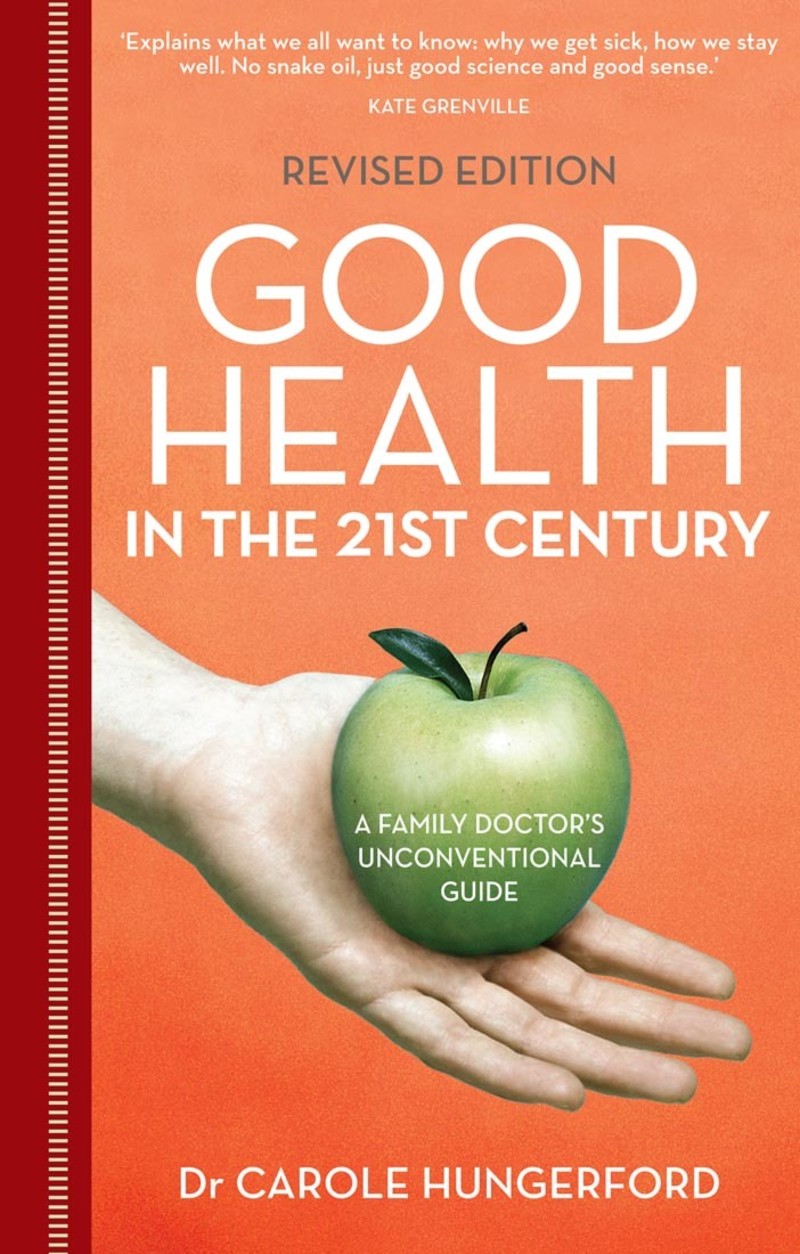 ‘Explains what we all want to know: why we get sick, how we stay
well. No snake oil, just good science and good sense.’
KATE GRENVILLE
REVISED EDITION
GOOD
HEALTH
IN THE 21ST CENTURY
A FAMILY DOCTOR’S
UNCONVENTIONAL
GUIDE
Dr CAROLE HUNGERFORD